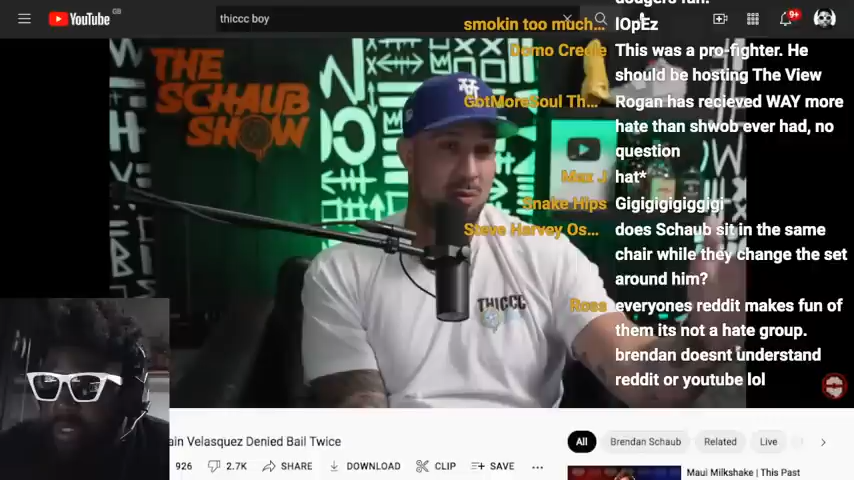 YouTube GB
thiccc boy
9+
dodgers fan!
smokin too much... lOpEz
Domo Creole This was a pro-fighter. He
should be hosting The View
GotMoreSoul Th... Rogan has recieved WAY more
hate than shwob ever had, no
question
Max J hat*
Snake Hips Gigigigigiggigi
Steve Harvey Os... does Schaub sit in the same
chair while they change the set
around him?
Ross everyones reddit makes fun of
them its not a hate group.
brendan doesnt understand
reddit or youtube lol
THE
SCHAUB
SHOW
THICCC
ain Velasquez Denied Bail Twice
All Brendan Schaub Related Live
926 2.7K SHARE DOWNLOAD CLIP SAVE ...
Maui Milkshake | This Past